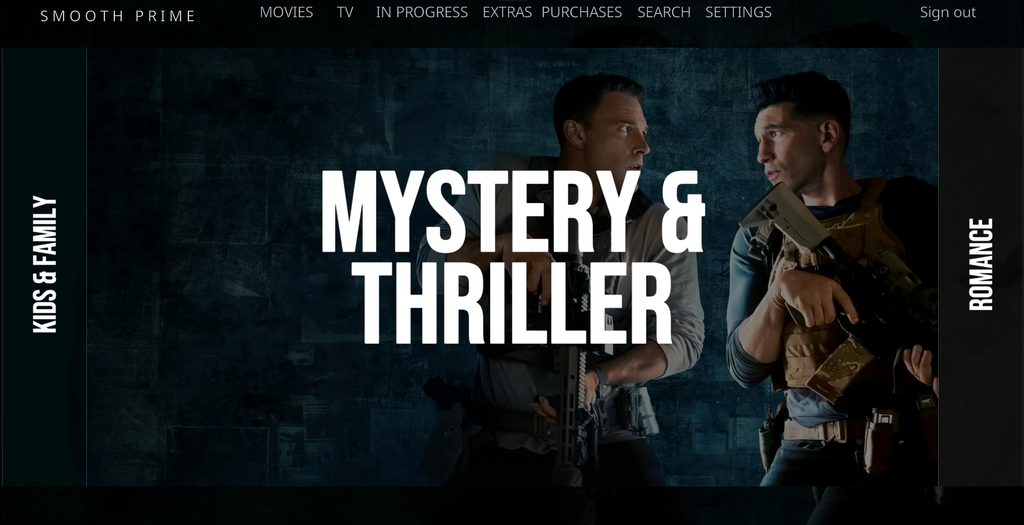 SMOOTH PRIME
MOVIES TV IN PROGRESS EXTRAS PURCHASES SEARCH SETTINGS Sign out
KIDS & FAMILY
MYSTERY &
THRILLER
ROMANCE